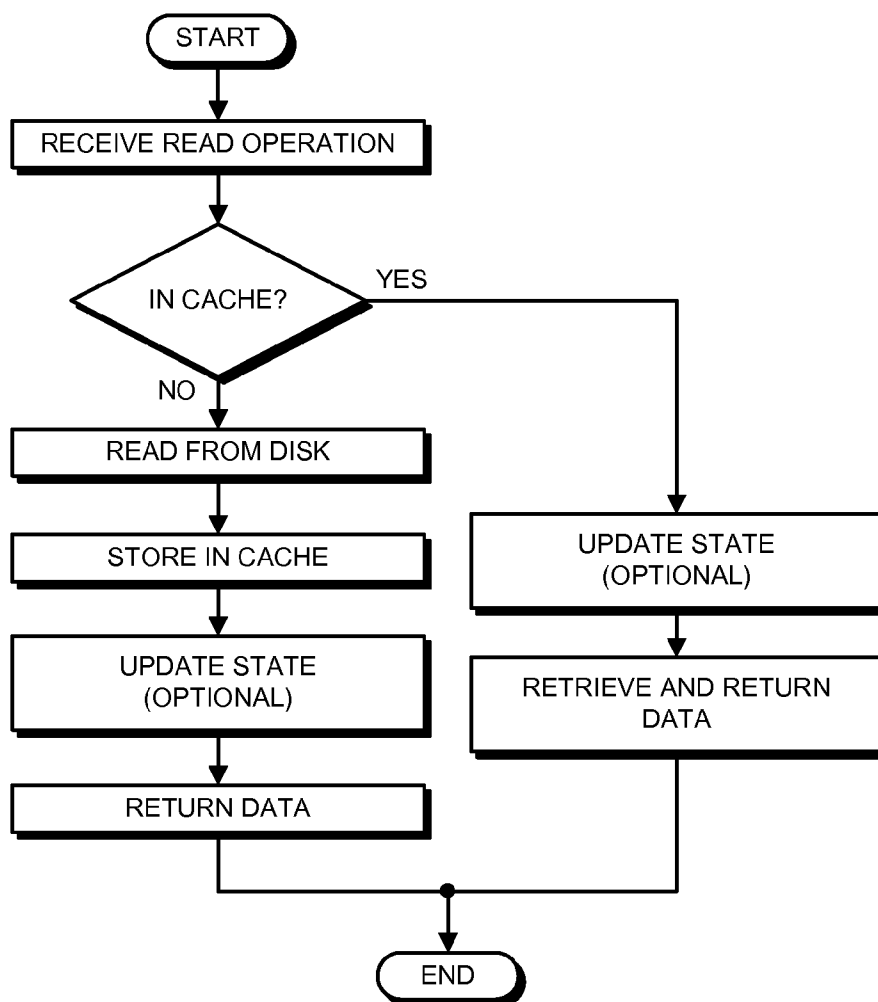 START
RECEIVE READ OPERATION
IN CACHE?
YES
NO
READ FROM DISK
STORE IN CACHE
UPDATE STATE
(OPTIONAL)
RETURN DATA
UPDATE STATE
(OPTIONAL)
RETRIEVE AND RETURN
DATA
END